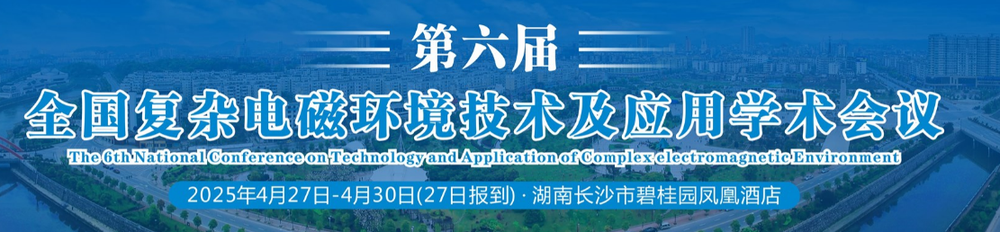 第六届
全国复杂电磁环境技术及应用学术会议
The 6th National Conference on Technology and Application of Complex electromagnetic Environment
2025年4月27日-4月30日(27日报到)·湖南长沙市碧桂园凤凰酒店